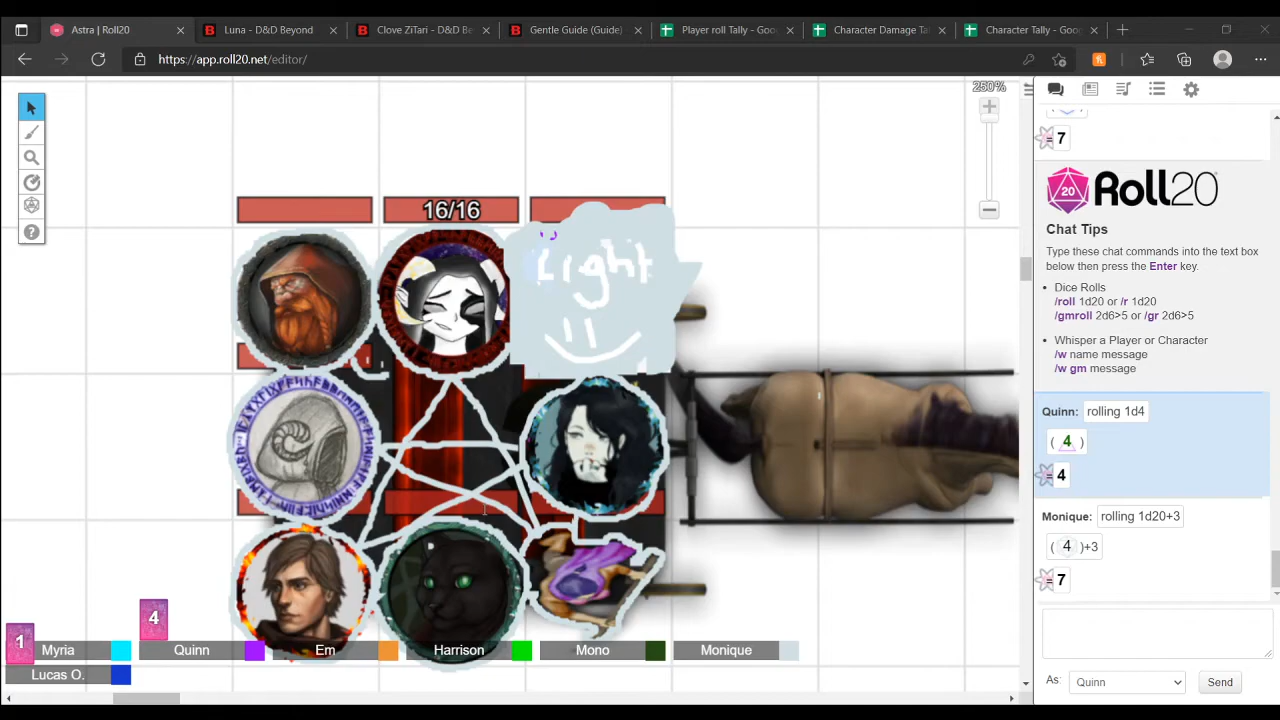 Astra | Roll20
Luna - D&D Beyond
Clove ZiTari - D&D Be
Gentle Guide (Guide)
Player roll Tally - Goog
Character Damage Ta
Character Tally - Goog
https://app.roll20.net/editor/
250%
7
20
Roll20
Chat Tips
Type these chat commands into the text box below then press the Enter key.
Dice Rolls
/roll 1d20 or /r 1d20
/gmroll 2d6>5 or /gr 2d6>5
Whisper a Player or Character
/w name message
/w gm message
Quinn: rolling 1d4
( 4 )
= 4
Monique: rolling 1d20+3
( 4 )+3
= 7
As: Quinn Send
16/16
Light
1 4
Myria Quinn Em Harrison Mono Monique
Lucas O.